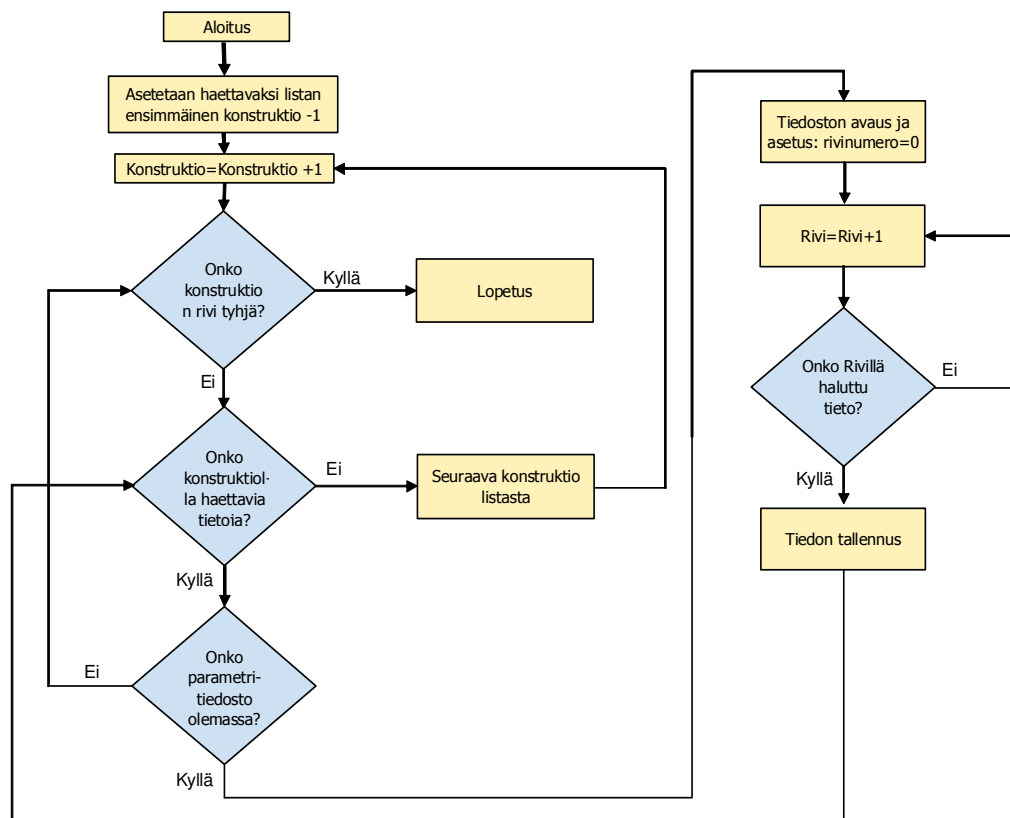 Aloitus
Asetetaan haettavaksi listan
ensimmäinen konstruktio -1
Konstruktio=Konstruktio +1
Onko
konstruktio
n rivi tyhjä?
Kyllä
Lopetus
Ei
Onko
konstruktiol-
la haettavia
tietoja?
Ei
Seuraava konstruktio
listasta
Kyllä
Onko
parametri-
tiedosto
olemassa?
Ei
Kyllä
Tiedoston avaus ja
asetus: rivinumero=0
Rivi=Rivi+1
Onko Rivillä
haluttu
tieto?
Ei
Kyllä
Tiedon tallennus